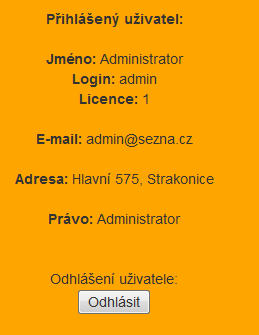 Přihlášený uživatel:
Jméno: Administrator
Login: admin
Licence: 1
E-mail: admin@sezna.cz
Adresa: Hlavní 575, Strakonice
Právo: Administrator
Odhlášení uživatele:
Odhlásit